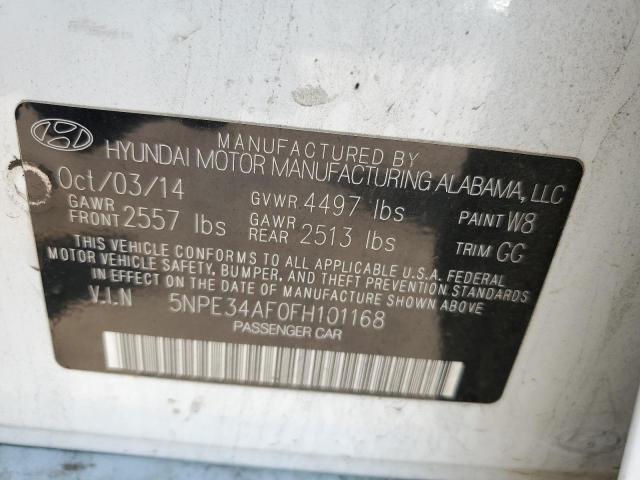 MANUFACTURED BY
HYUNDAI MOTOR MANUFACTURING ALABAMA, LLC
Oct/03/14 GVWR 4497 lbs PAINT W8
GAWR FRONT 2557 lbs GAWR REAR 2513 lbs TRIM GG
THIS VEHICLE CONFORMS TO ALL APPLICABLE U.S.A. FEDERAL
MOTOR VEHICLE SAFETY, BUMPER, AND THEFT PREVENTION STANDARDS
IN EFFECT ON THE DATE OF MANUFACTURE SHOWN ABOVE
V.I.N 5NPE34AF0FH101168
PASSENGER CAR